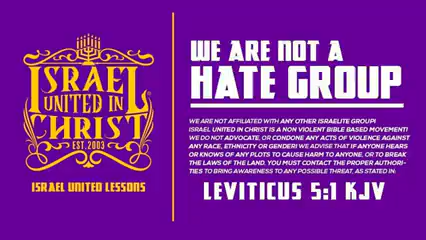 ISRAEL
UNITED IN
CHRIST
EST. 2003
ISRAEL UNITED LESSONS
WE ARE NOT A
HATE GROUP
WE ARE NOT AFFILIATED WITH ANY OTHER ISRAELITE GROUP!
ISRAEL UNITED IN CHRIST IS A NON VIOLENT BIBLE BASED MOVEMENT!
WE DO NOT ADVOCATE, OR CONDONE ANY ACTS OF VIOLENCE AGAINST
ANY RACE, ETHNICITY OR GENDER! WE ADVISE THAT IF ANYONE HEARS
OR KNOWS OF ANY PLOTS TO CAUSE HARM TO ANYONE, OR TO BREAK
THE LAWS OF THE LAND, YOU MUST CONTACT THE PROPER AUTHORI-
TIES TO BRING AWARENESS TO ANY POSSIBLE THREAT, AS STATED IN:
LEVITICUS 5:1 KJV